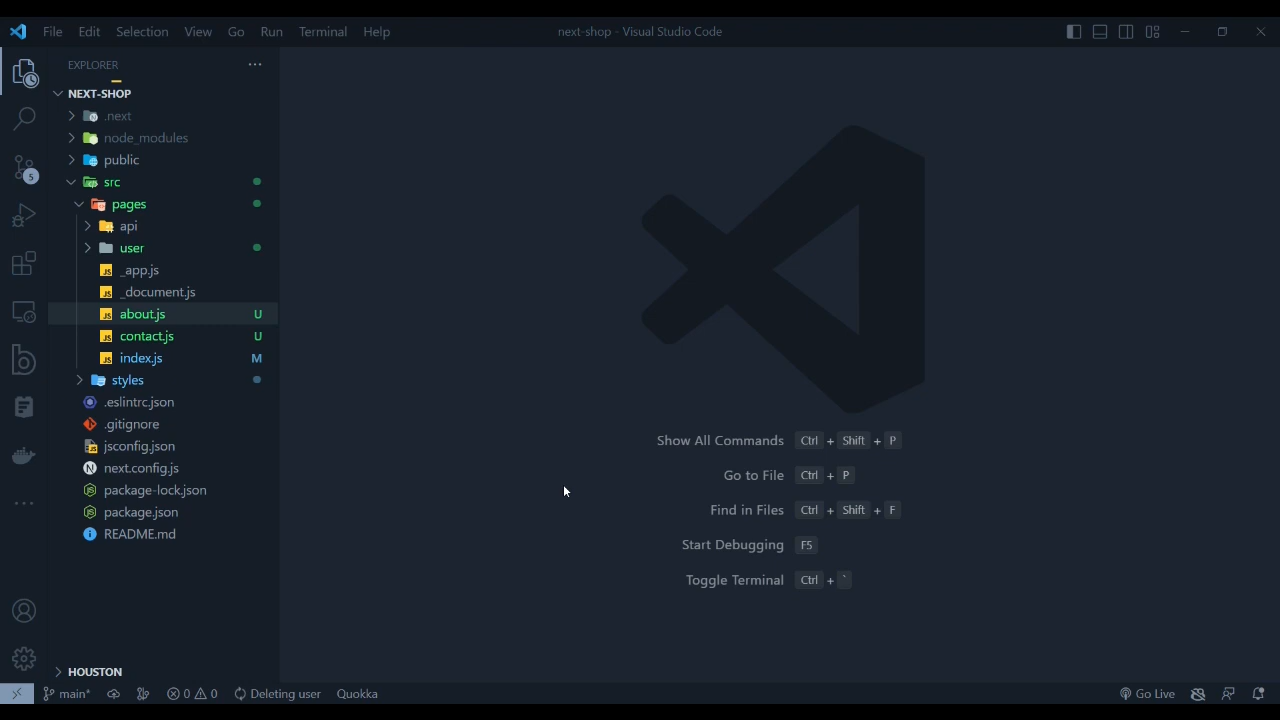 File Edit Selection View Go Run Terminal Help
next-shop - Visual Studio Code
EXPLORER
NEXT-SHOP
.next
node_modules
public
src
pages
api
user
_app.js
_document.js
about.js U
contact.js U
index.js M
styles
.eslintrc.json
.gitignore
jsconfig.json
next.config.js
package-lock.json
package.json
README.md
5
Show All Commands Ctrl + Shift + P
Go to File Ctrl + P
Find in Files Ctrl + Shift + F
Start Debugging F5
Toggle Terminal Ctrl + `
HOUSTON
main* 0 0 Deleting user Quokka
Go Live